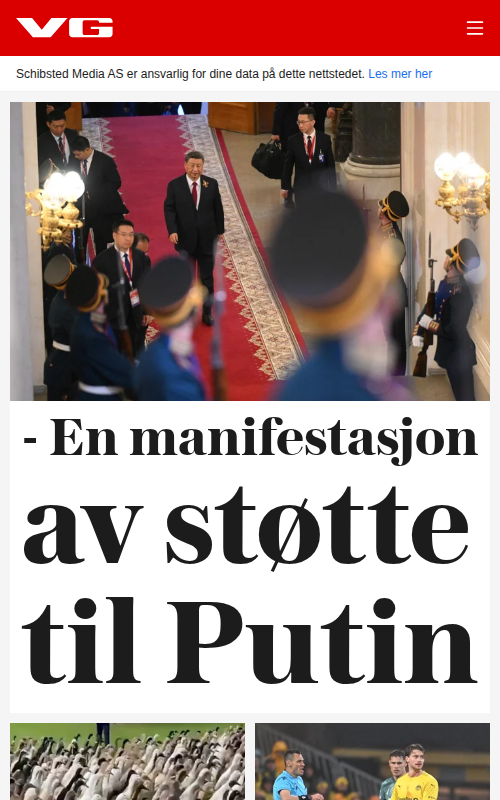 VG
Schibsted Media AS er ansvarlig for dine data på dette nettstedet. Les mer her
- En manifestasjon
av støtte
til Putin